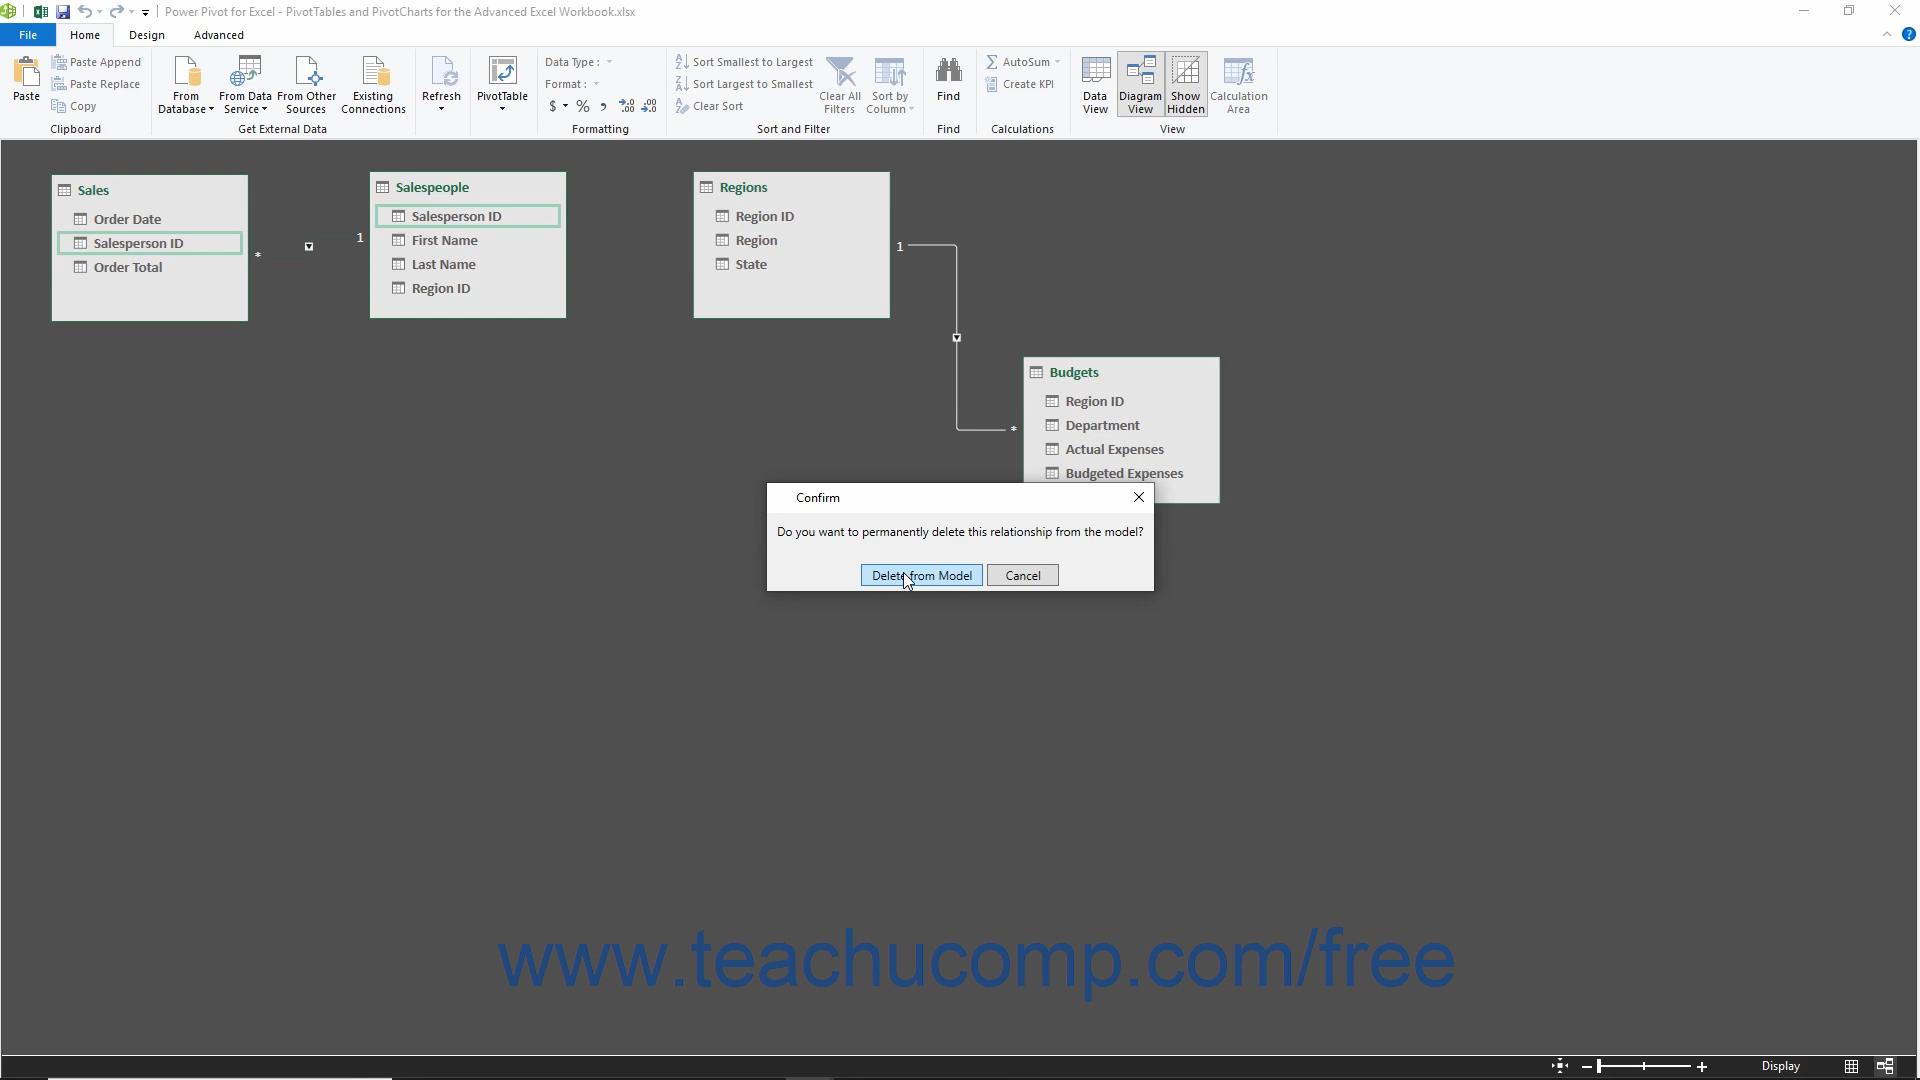 Power Pivot for Excel - PivotTables and PivotCharts for the Advanced Excel Workbook.xlsx
File Home Design Advanced
Paste
Paste Append
Paste Replace
Copy
Clipboard
From Database
From Data Service
From Other Sources
Existing Connections
Get External Data
Refresh
PivotTable
Data Type :
Format :
$ % ,
Formatting
Sort Smallest to Largest
Sort Largest to Smallest
Clear Sort
Clear All Filters
Sort by Column
Sort and Filter
Find
Find
AutoSum
Create KPI
Calculations
Data View
Diagram View
Show Hidden
Calculation Area
View
Sales
Order Date
Salesperson ID
Order Total
*
1
Salespeople
Salesperson ID
First Name
Last Name
Region ID
Regions
Region ID
Region
State
1
*
Budgets
Region ID
Department
Actual Expenses
Budgeted Expenses
Confirm
Do you want to permanently delete this relationship from the model?
Delete from Model
Cancel
www.teachucomp.com/free
Display